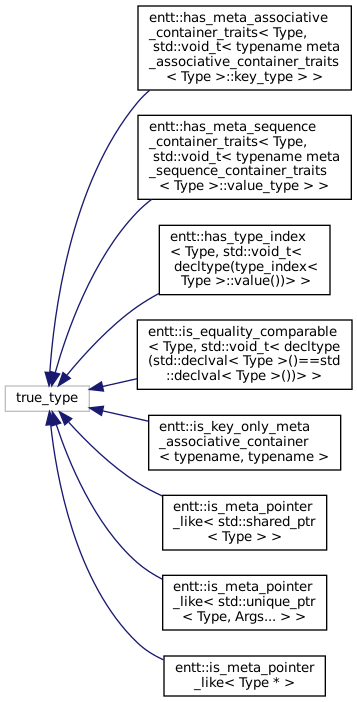 entt::has_meta_associative
_container_traits< Type,
std::void_t< typename meta
_associative_container_traits
< Type >::key_type > >
entt::has_meta_sequence
_container_traits< Type,
std::void_t< typename meta
_sequence_container_traits
< Type >::value_type > >
entt::has_type_index
< Type, std::void_t<
decltype(type_index<
Type >::value())> >
entt::is_equality_comparable
< Type, std::void_t< decltype
(std::declval< Type >()==std
::declval< Type >())> >
true_type
entt::is_key_only_meta
_associative_container
< typename, typename >
entt::is_meta_pointer
_like< std::shared_ptr
< Type > >
entt::is_meta_pointer
_like< std::unique_ptr
< Type, Args... > >
entt::is_meta_pointer
_like< Type * >